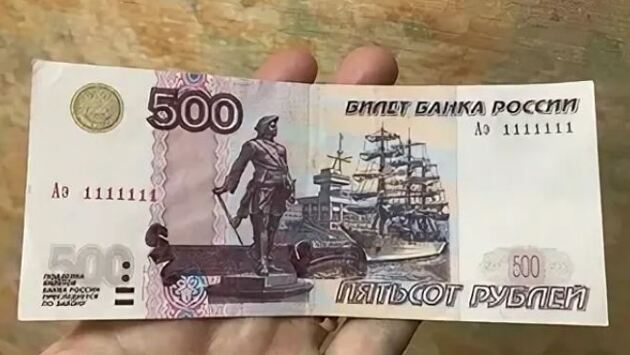 500
БИЛЕТ БАНКА РОССИИ
Аэ 1111111
Аэ 1111111
500
ПОДДЕЛКА
БИЛЕТОВ
БАНКА РОССИИ
ПРЕСЛЕДУЕТСЯ
ПО ЗАКОНУ
500
ПЯТЬСОТ РУБЛЕЙ